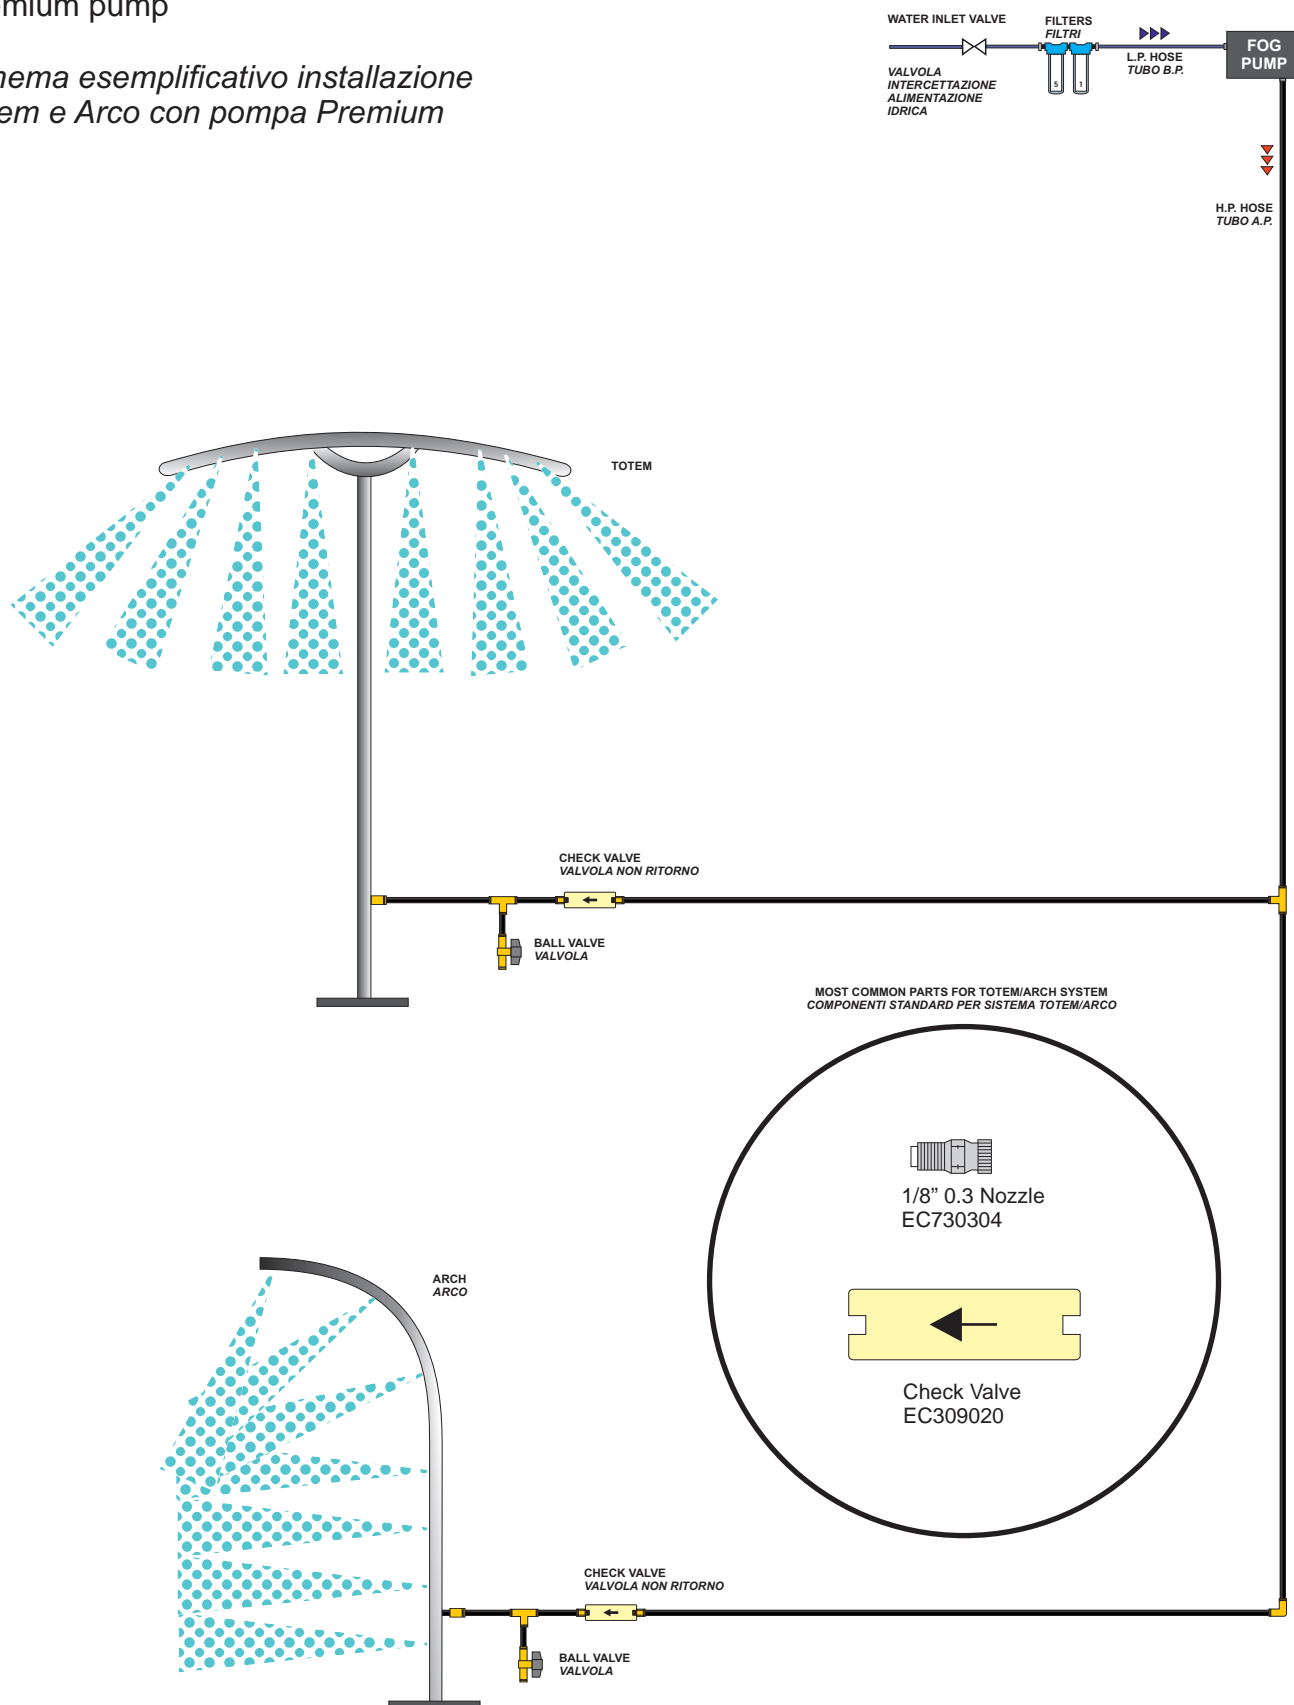 pump
esemplificativo installazione
e Arco con pompa Premium
WATER INLET VALVE
VALVOLA
INTERCETTAZIONE
ALIMENTAZIONE
IDRICA
FILTERS
FILTRI
5 1
L.P. HOSE
TUBO B.P.
FOG
PUMP
H.P. HOSE
TUBO A.P.
TOTEM
CHECK VALVE
VALVOLA NON RITORNO
BALL VALVE
VALVOLA
MOST COMMON PARTS FOR TOTEM/ARCH SYSTEM
COMPONENTI STANDARD PER SISTEMA TOTEM/ARCO
1/8” 0.3 Nozzle
EC730304
Check Valve
EC309020
ARCH
ARCO
CHECK VALVE
VALVOLA NON RITORNO
BALL VALVE
VALVOLA